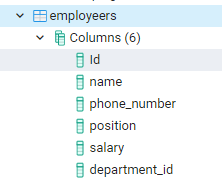 employeers
Columns (6)
Id
name
phone_number
position
salary
department_id